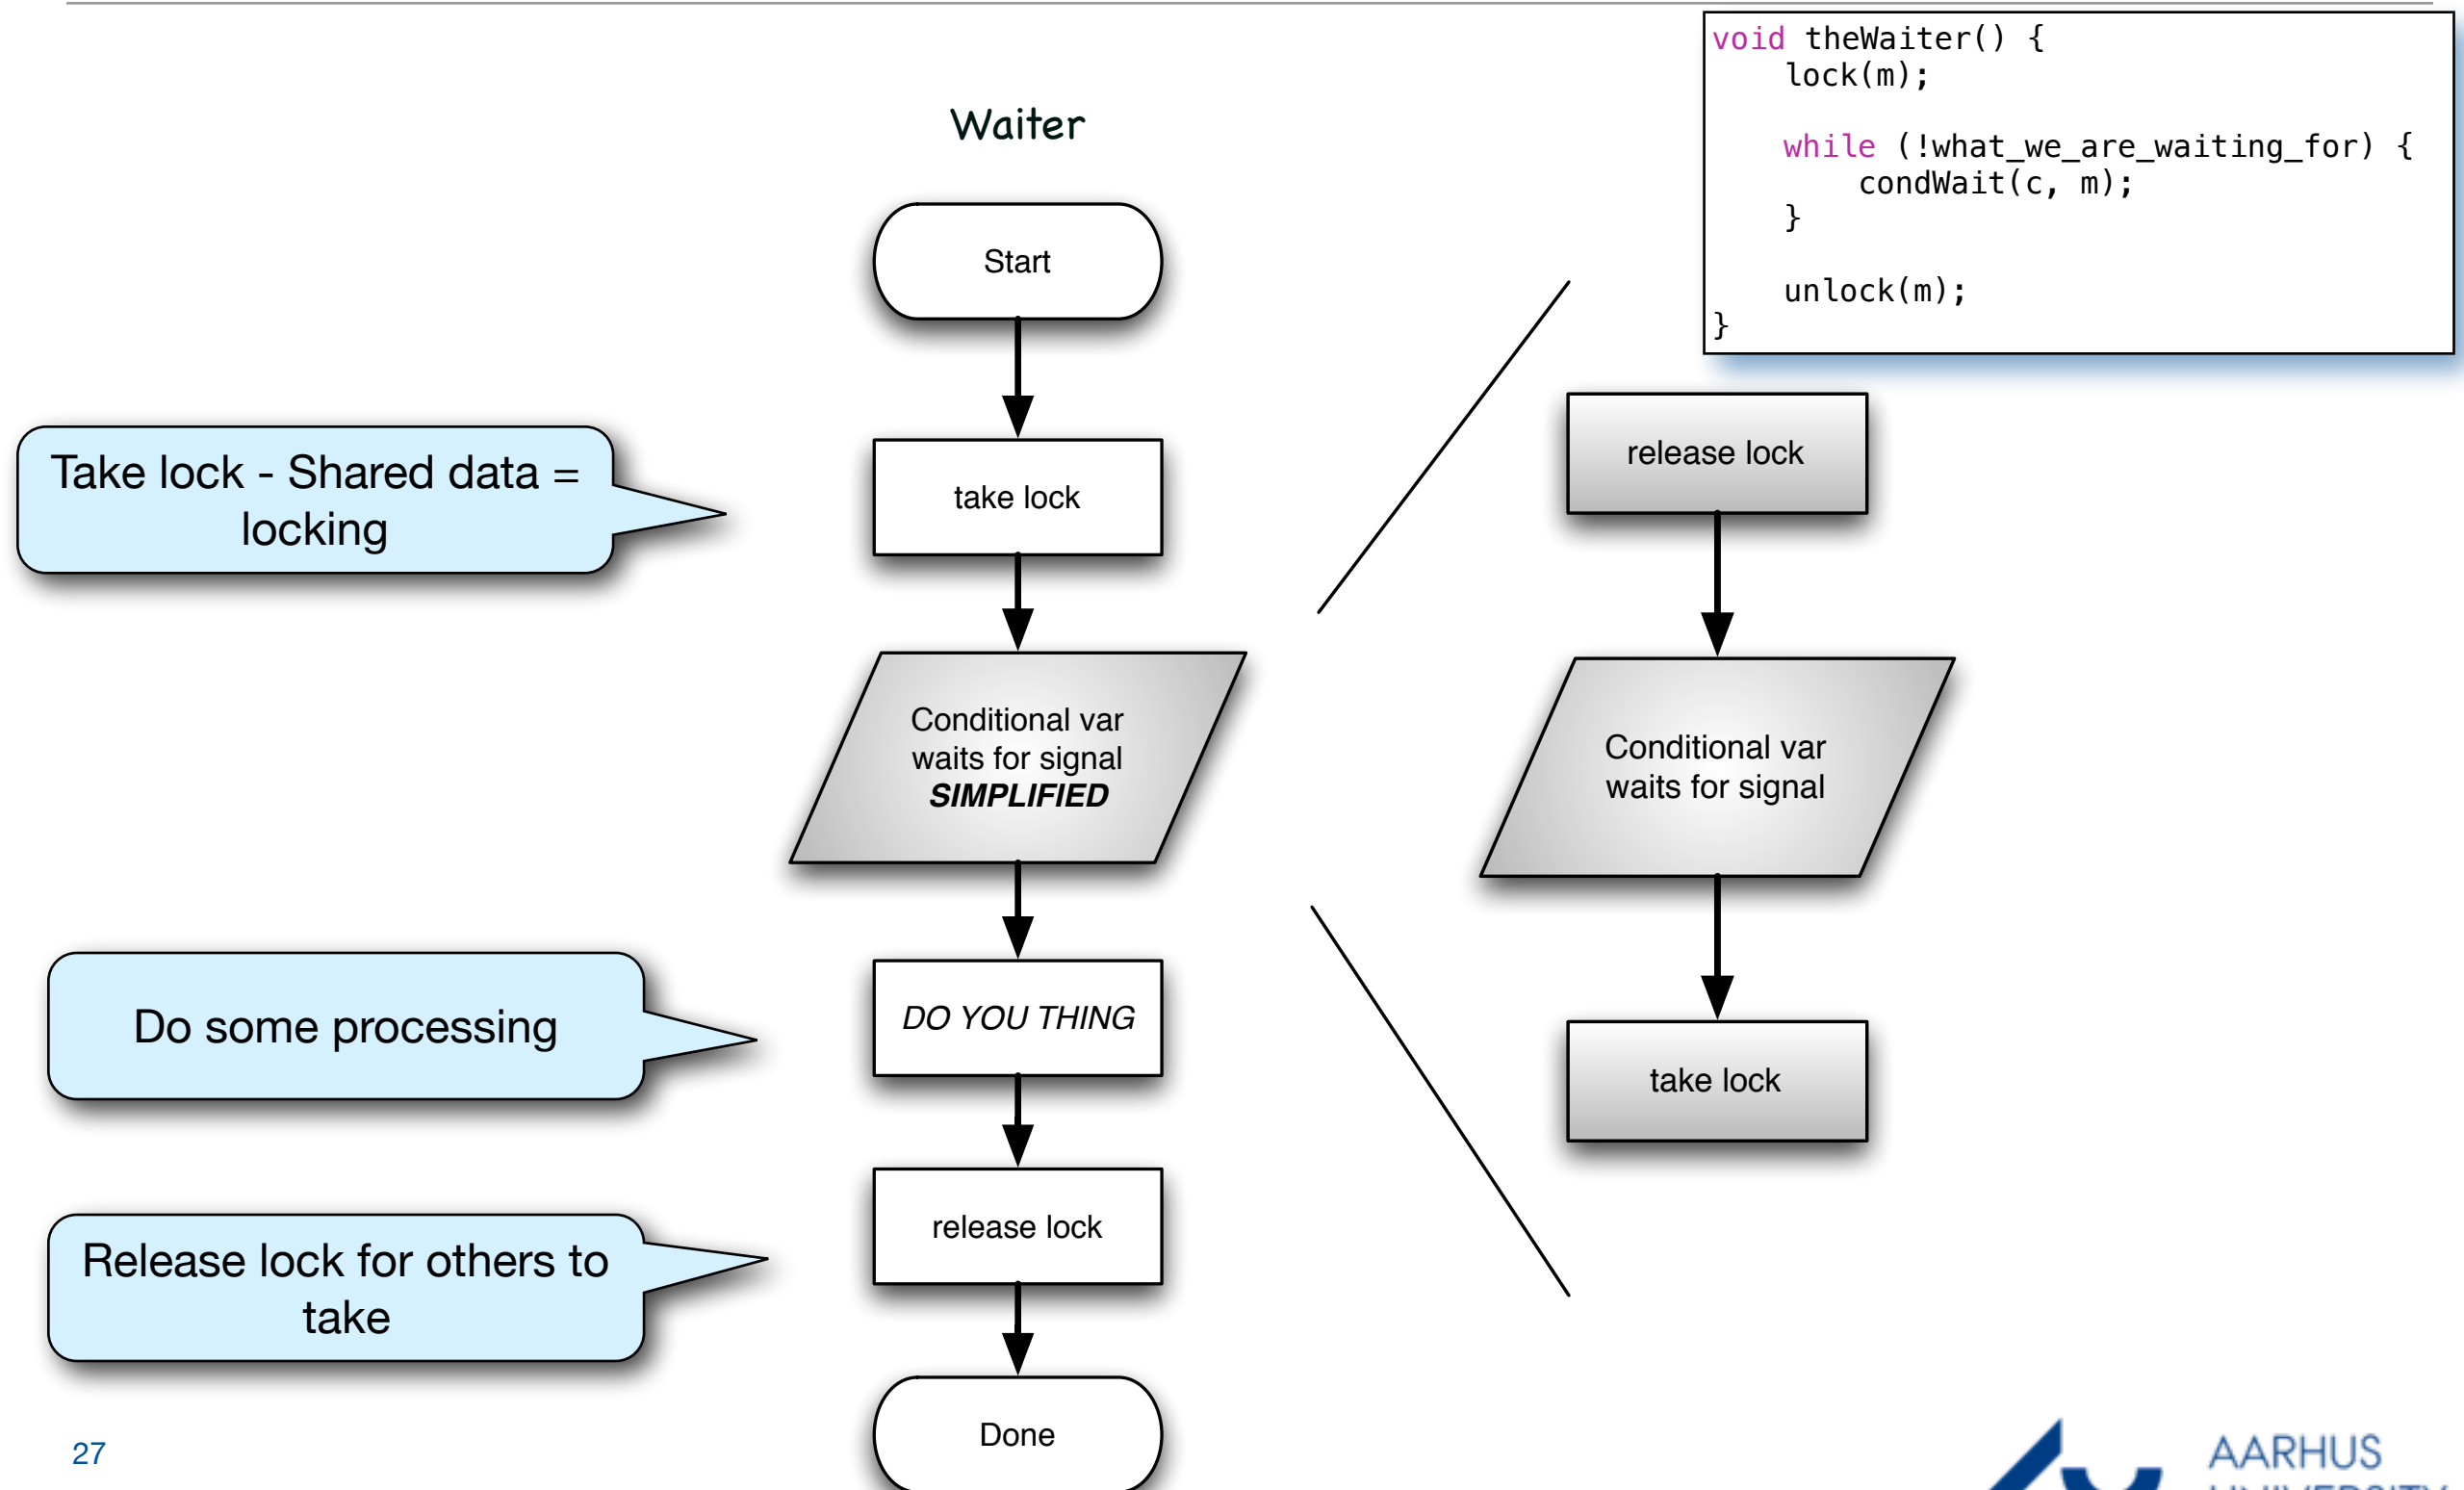 void theWaiter() {
    lock(m);
    while (!what_we_are_waiting_for) {
        condWait(c, m);
    }
    unlock(m);
}
Waiter
Start
take lock
Take lock - Shared data =
locking
Conditional var
waits for signal
SIMPLIFIED
DO YOU THING
Do some processing
release lock
Release lock for others to
take
Done
release lock
Conditional var
waits for signal
take lock
27
AARHUS
UNIVERSITY